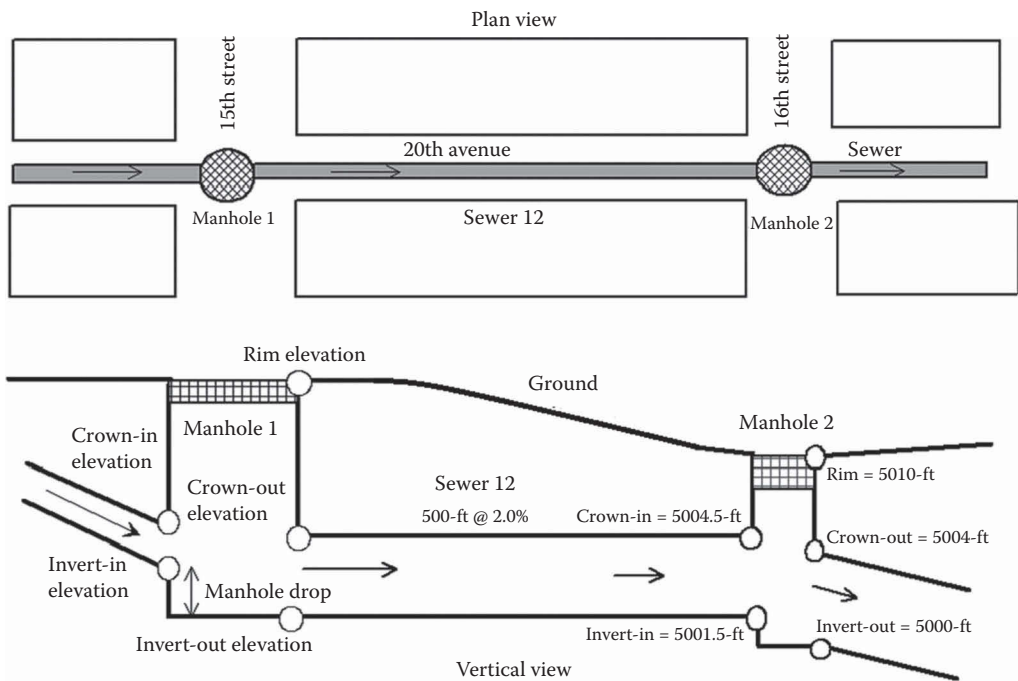 Plan view
15th street
16th street
20th avenue
Sewer
Manhole 1
Sewer 12
Manhole 2
Rim elevation
Ground
Manhole 1
Manhole 2
Crown-in
elevation
Crown-out
elevation
Sewer 12
500-ft @ 2.0%
Crown-in = 5004.5-ft
Rim = 5010-ft
Crown-out = 5004-ft
Invert-in
elevation
Manhole drop
Invert-out elevation
Invert-in = 5001.5-ft
Invert-out = 5000-ft
Vertical view